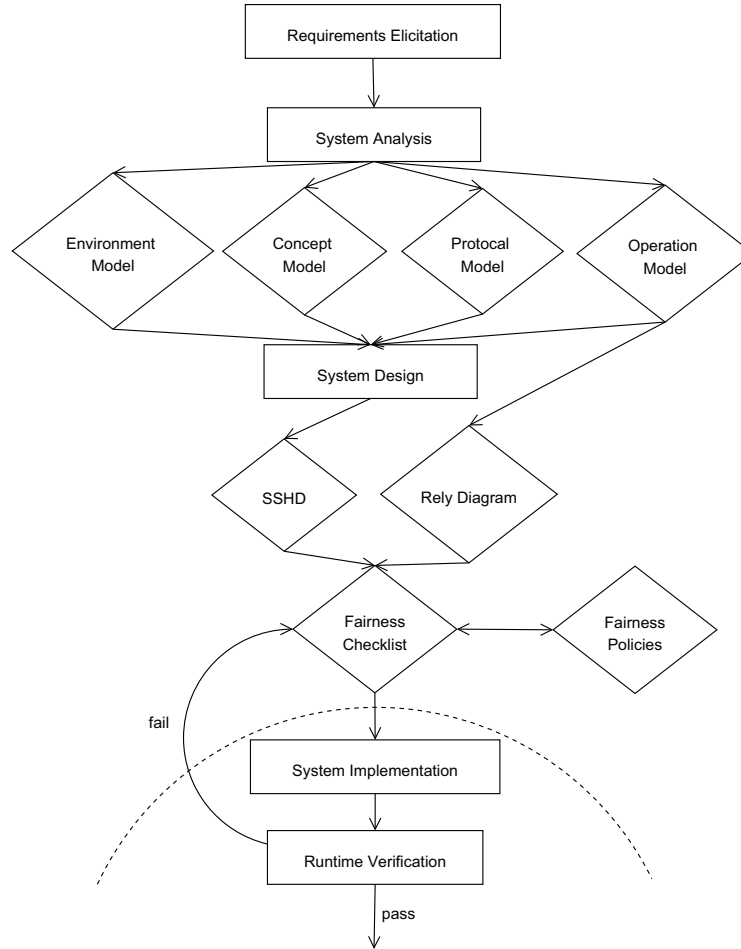 Requirements Elicitation
System Analysis
Environment
Model
Concept
Model
Protocal
Model
Operation
Model
System Design
SSHD
Rely Diagram
Fairness
Checklist
Fairness
Policies
fail
System Implementation
Runtime Verification
pass